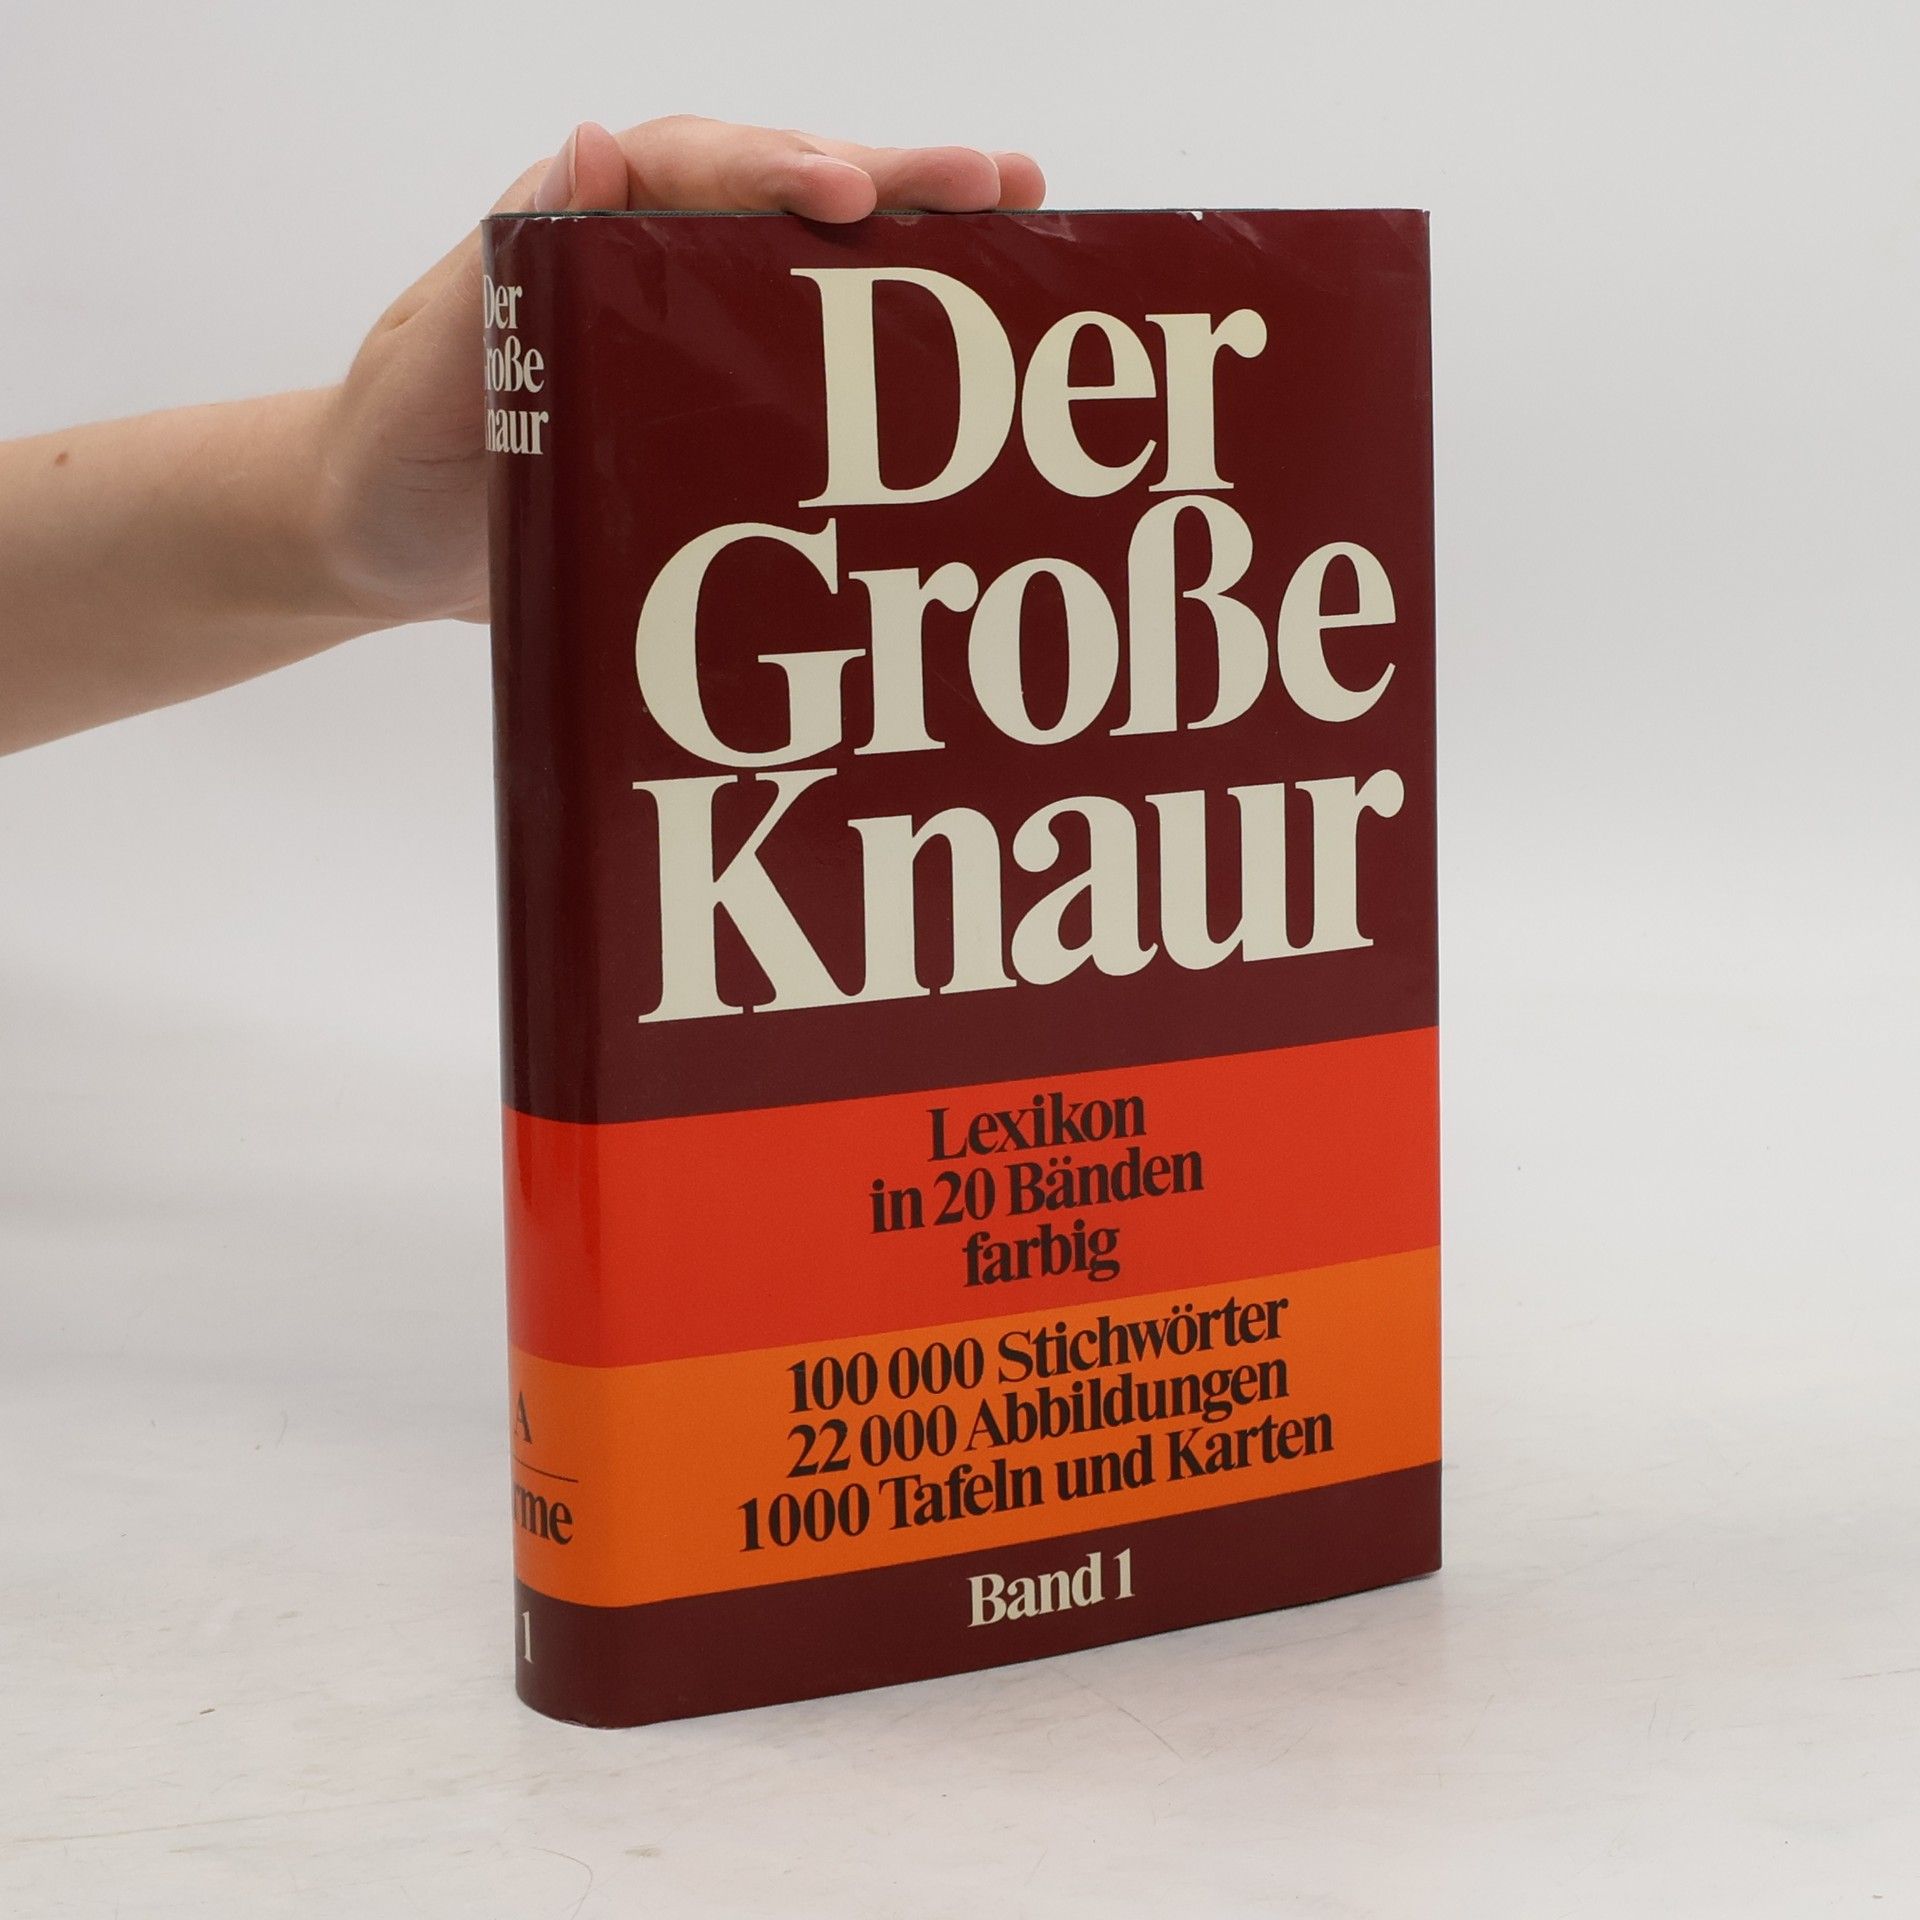 Der
Große
Knaur
Lexikon
in 20 Bänden
farbig
100 000 Stichwörter
22 000 Abbildungen
1000 Tafeln und Karten
Band 1
Der
Große
Knaur
A
1